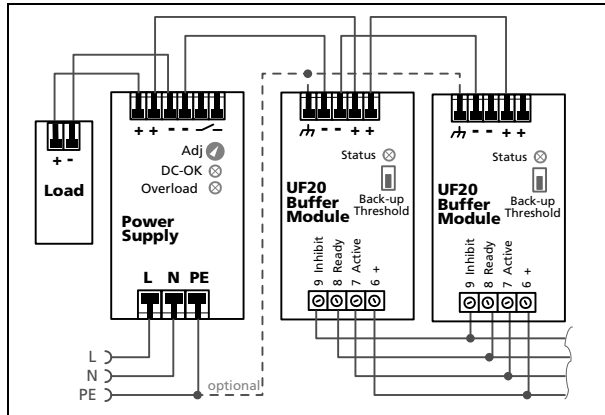 + -
Load
+ + - -
Adj
DC-OK
Overload
Power
Supply
L N PE
- - + +
Status
UF20
Buffer
Module
Back-up
Threshold
9 Inhibit
8 Ready
7 Active
6 +
- - + +
Status
UF20
Buffer
Module
Back-up
Threshold
9 Inhibit
8 Ready
7 Active
6 +
L
N
PE
optional